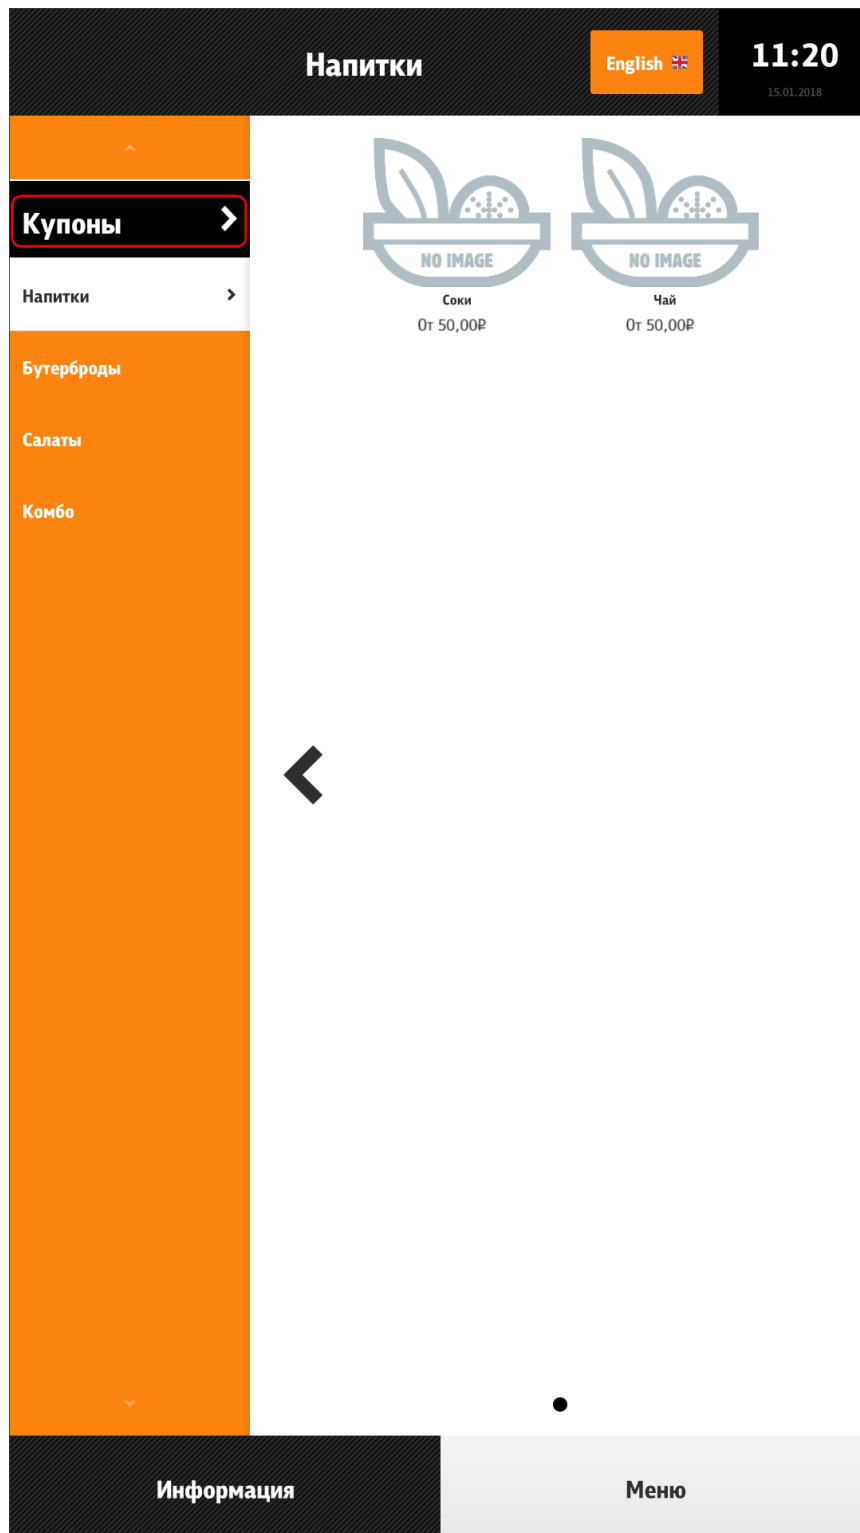 Напитки
English
11:20
15.01.2018
Купоны
Напитки
Бутерброды
Салаты
Комбо
NO IMAGE
Соки
От 50,00₽
NO IMAGE
Чай
От 50,00₽
Информация
Меню